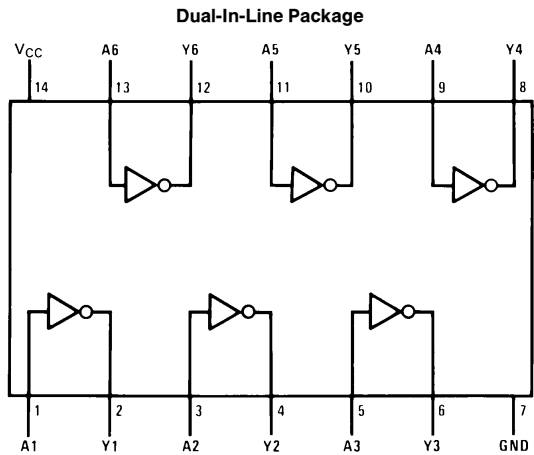 Dual-In-Line Package
VCC A6 Y6 A5 Y5 A4 Y4
14 13 12 11 10 9 8
1 2 3 4 5 6 7
A1 Y1 A2 Y2 A3 Y3 GND